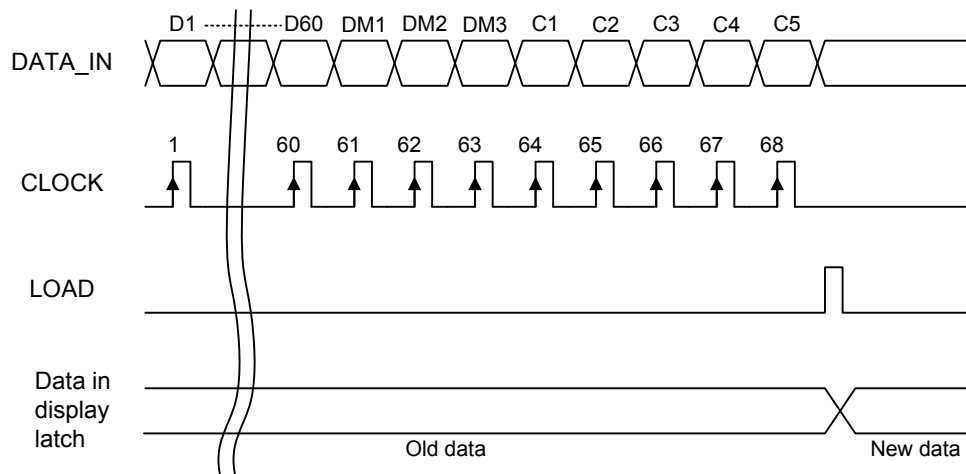 D1 D60 DM1 DM2 DM3 C1 C2 C3 C4 C5
DATA_IN
1 60 61 62 63 64 65 66 67 68
CLOCK
LOAD
Data in
display
latch
Old data
New data